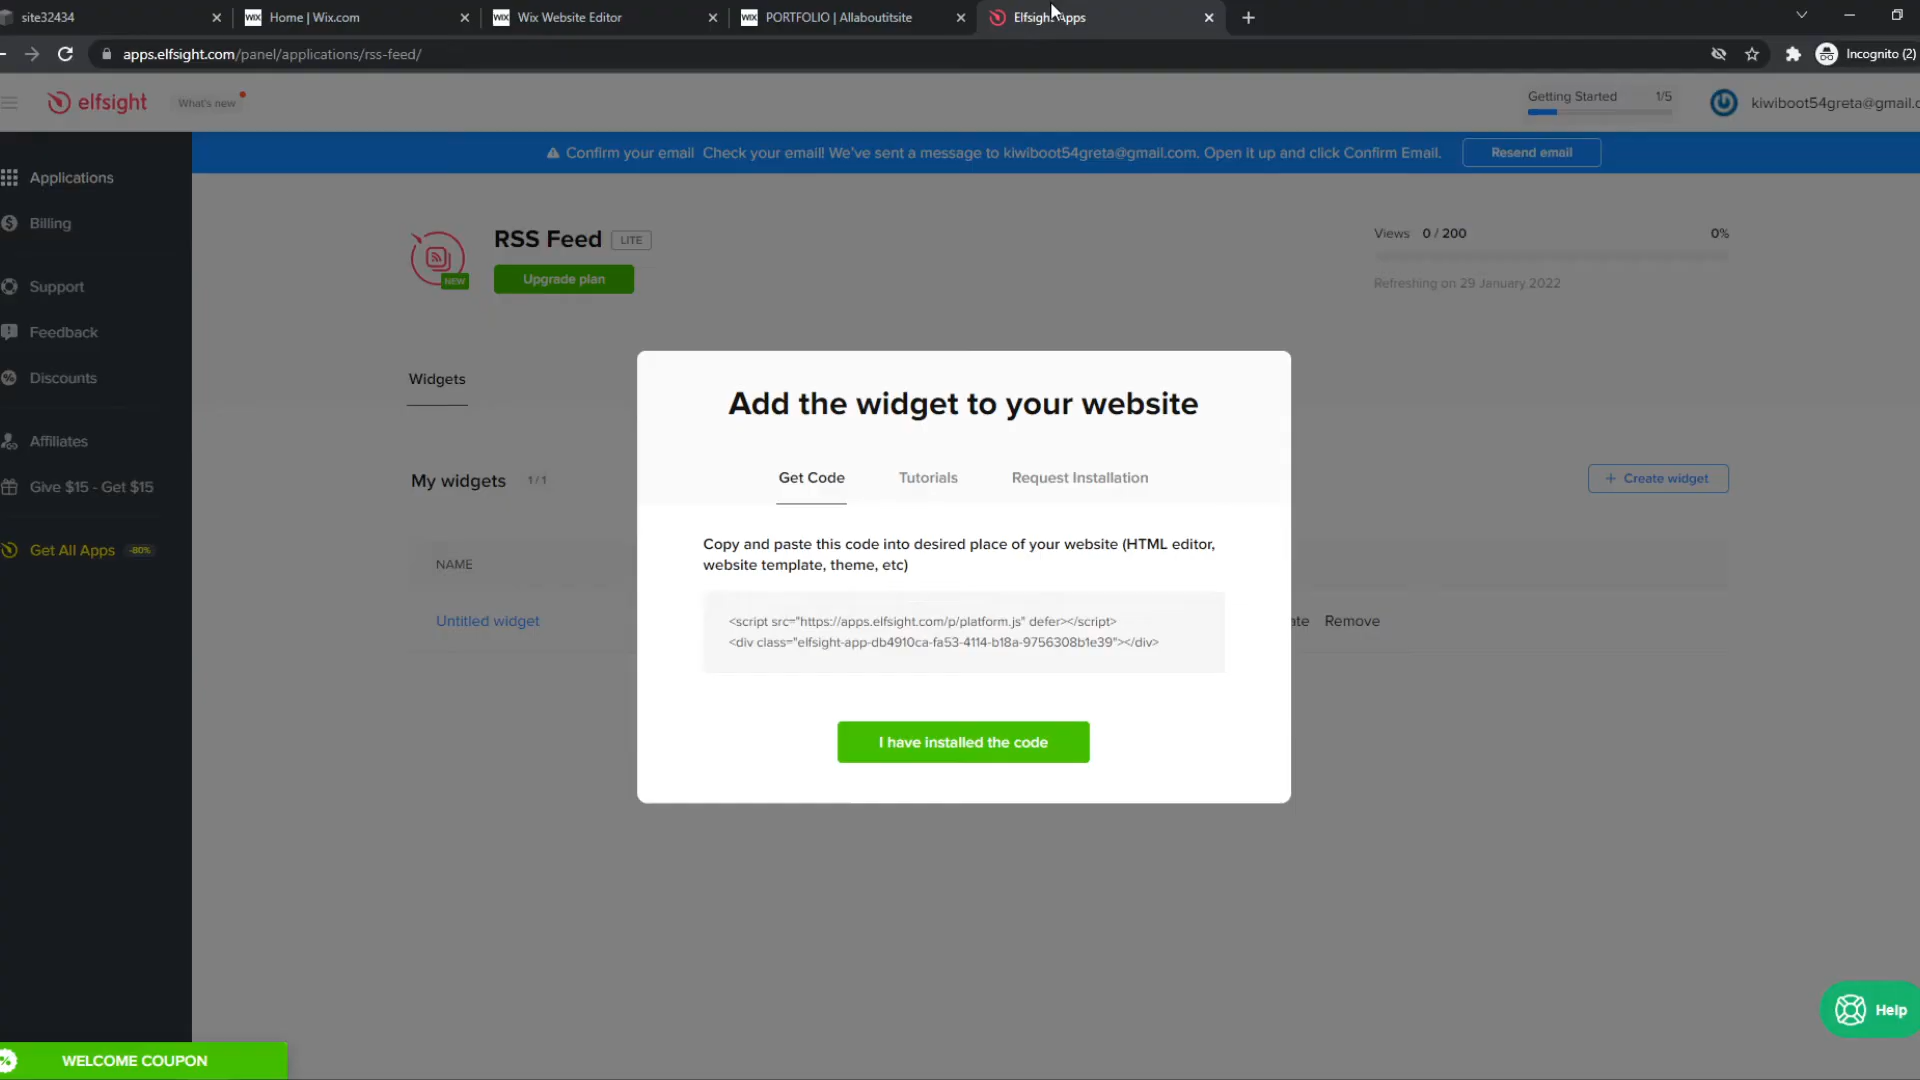 site32434
WIX Home | Wix.com
WIX Wix Website Editor
WIX PORTFOLIO | Allaboutitsite
Elfsight Apps
apps.elfsight.com/panel/applications/rss-feed/
Incognito (2)
elfsight
What's new
Getting Started 1/5
kiwiboot54greta@gmail.c
Confirm your email Check your email! We've sent a message to kiwiboot54greta@gmail.com. Open it up and click Confirm Email.
Resend email
Applications
Billing
Support
Feedback
Discounts
Affiliates
Give $15 - Get $15
Get All Apps -80%
WELCOME COUPON
NEW
RSS Feed LITE
Upgrade plan
Views 0 / 200 0%
Refreshing on 29 January 2022
Widgets
My widgets 1 / 1
+ Create widget
NAME
Untitled widget
ate Remove
Add the widget to your website
Get Code Tutorials Request Installation
Copy and paste this code into desired place of your website (HTML editor,
website template, theme, etc)
<script src="https://apps.elfsight.com/p/platform.js" defer></script>
<div class="elfsight-app-db4910ca-fa53-4114-b18a-9756308b1e39"></div>
I have installed the code
Help